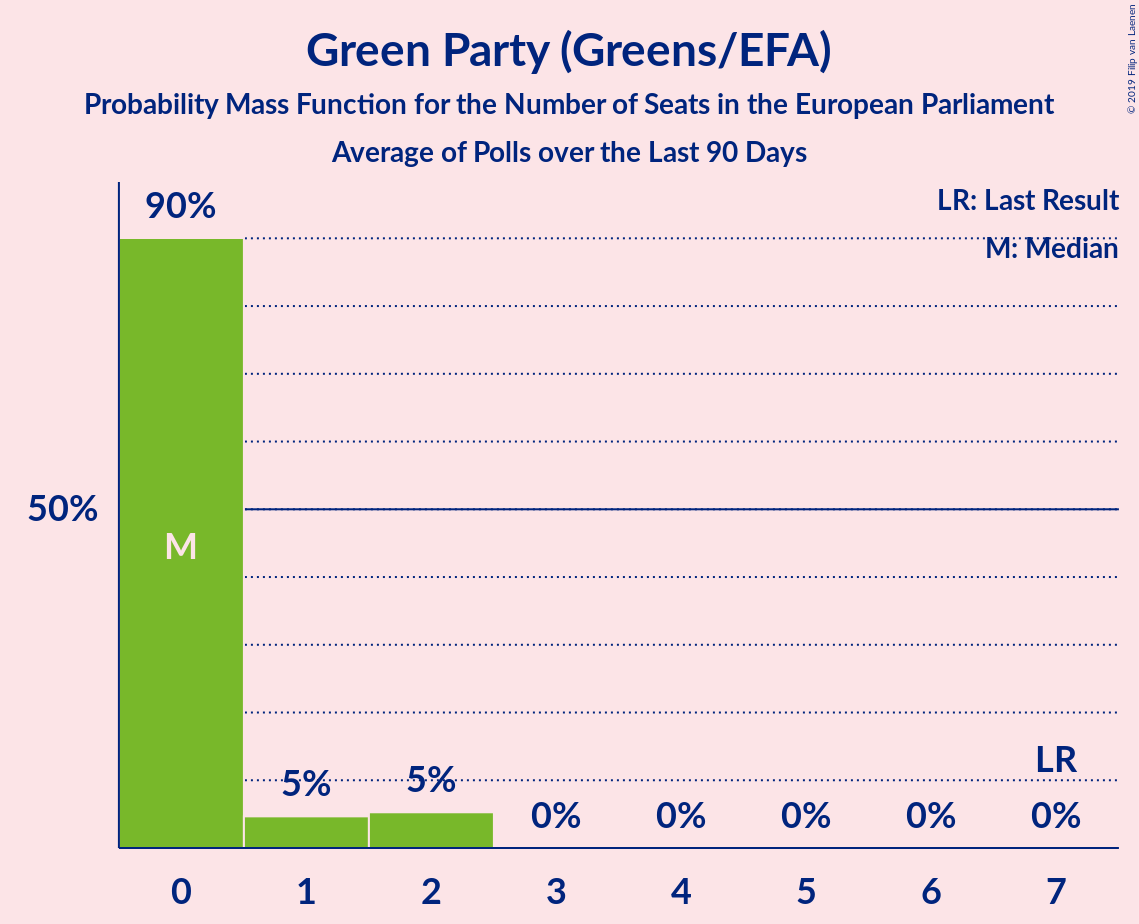 Green Party (Greens/EFA)
Probability Mass Function for the Number of Seats in the European Parliament
Average of Polls over the Last 90 Days
© 2019 Filip van Laenen
LR: Last Result
M: Median
90%
50%
M
5%
5%
0%
0%
0%
0%
LR
0%
0 1 2 3 4 5 6 7